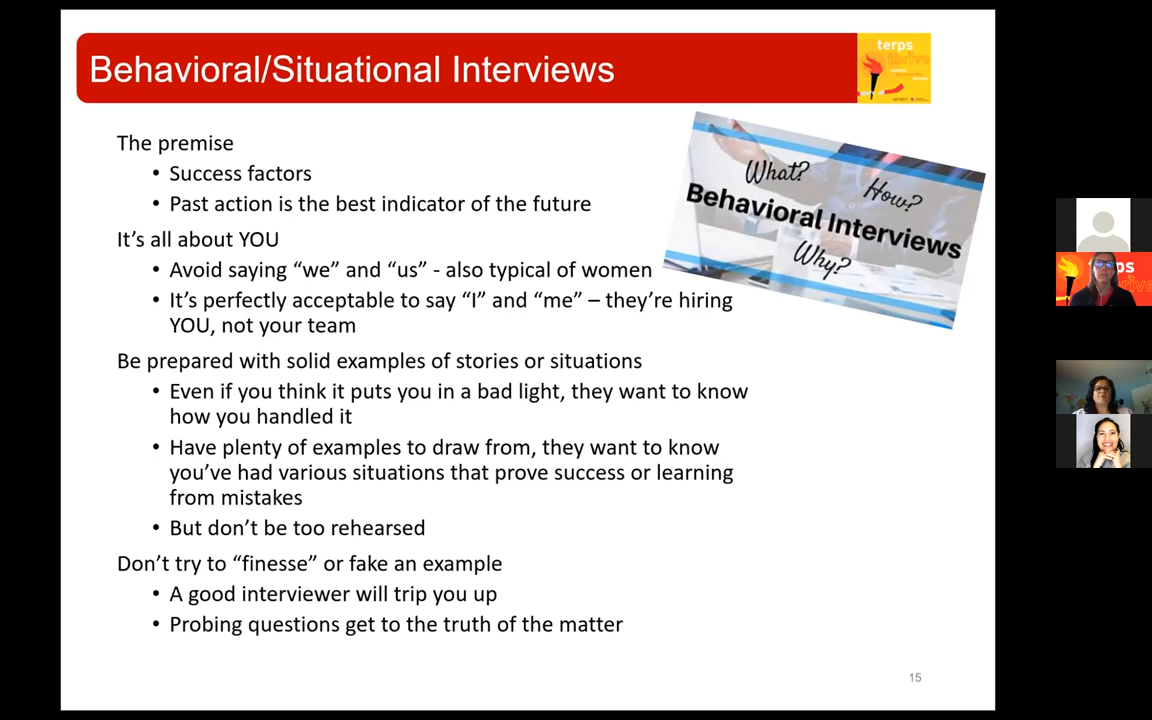 Behavioral/Situational Interviews
terps
thrive
The premise
• Success factors
• Past action is the best indicator of the future
It’s all about YOU
• Avoid saying “we” and “us” - also typical of women
• It’s perfectly acceptable to say “I” and “me” – they’re hiring
YOU, not your team
Be prepared with solid examples of stories or situations
• Even if you think it puts you in a bad light, they want to know
how you handled it
• Have plenty of examples to draw from, they want to know
you’ve had various situations that prove success or learning
from mistakes
• But don’t be too rehearsed
Don’t try to “finesse” or fake an example
• A good interviewer will trip you up
• Probing questions get to the truth of the matter
What?
How?
Behavioral Interviews
Why?
15